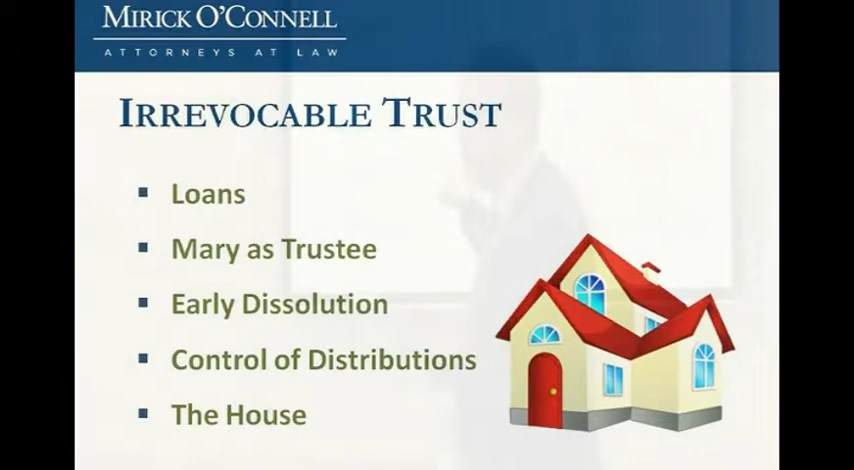 MIRICK O'CONNELL
ATTORNEYS AT LAW
IRREVOCABLE TRUST
Loans
Mary as Trustee
Early Dissolution
Control of Distributions
The House